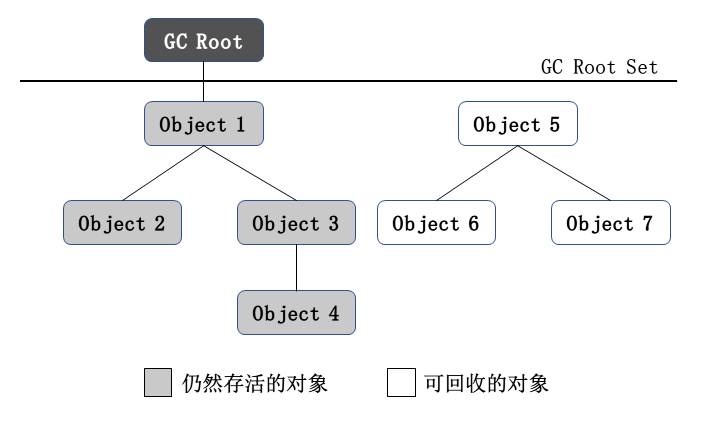 GC Root
GC Root Set
Object 1
Object 5
Object 2
Object 3
Object 6
Object 7
Object 4
仍然存活的对象
可回收的对象